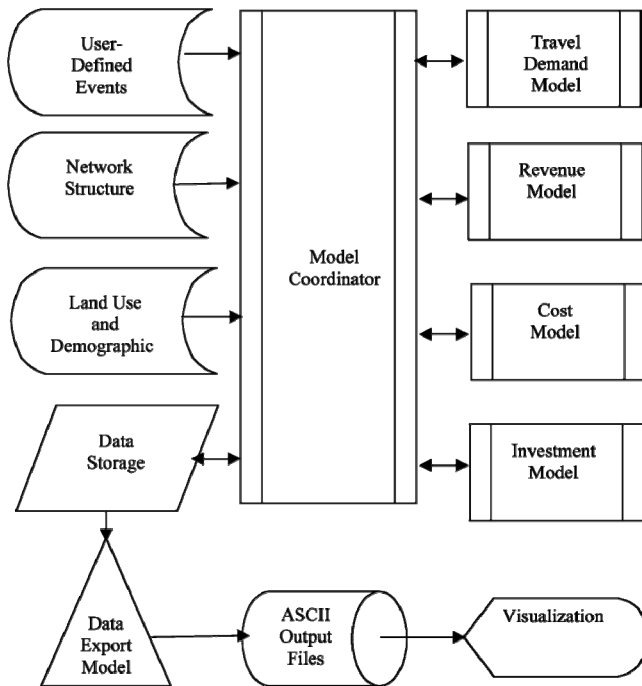 User-
Defined
Events
Network
Structure
Land Use
and
Demographic
Data
Storage
Model
Coordinator
Travel
Demand
Model
Revenue
Model
Cost
Model
Investment
Model
Data
Export
Model
ASCII
Output
Files
Visualization